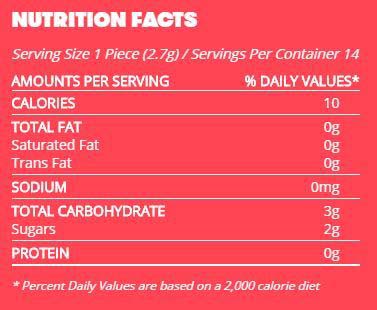 NUTRITION FACTS
Serving Size 1 Piece (2.7g) / Servings Per Container 14
AMOUNTS PER SERVING % DAILY VALUES*
CALORIES 10
TOTAL FAT 0g
Saturated Fat 0g
Trans Fat 0g
SODIUM 0mg
TOTAL CARBOHYDRATE 3g
Sugars 2g
PROTEIN 0g
* Percent Daily Values are based on a 2,000 calorie diet